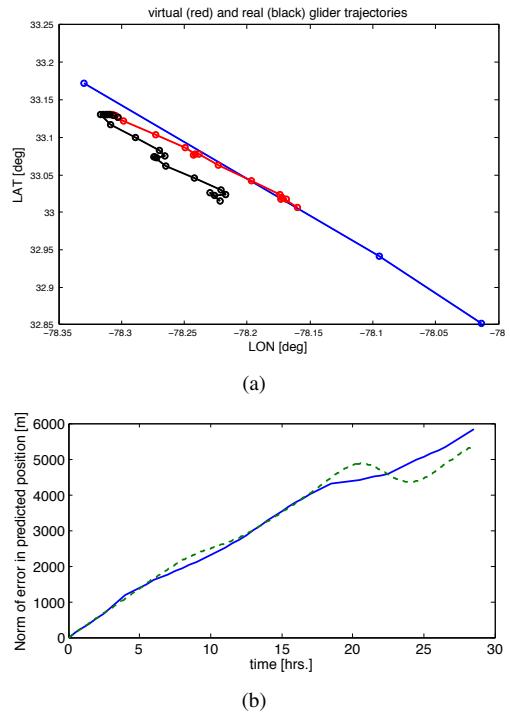 virtual (red) and real (black) glider trajectories
33.25
33.2
33.15
33.1
33.05
33
32.95
32.9
32.85
LAT [deg]
−78.35 −78.3 −78.25 −78.2 −78.15 −78.1 −78.05 −78
LON [deg]
(a)
6000
5000
4000
3000
2000
1000
0
Norm of error in predicted position [m]
0 5 10 15 20 25 30
time [hrs.]
(b)